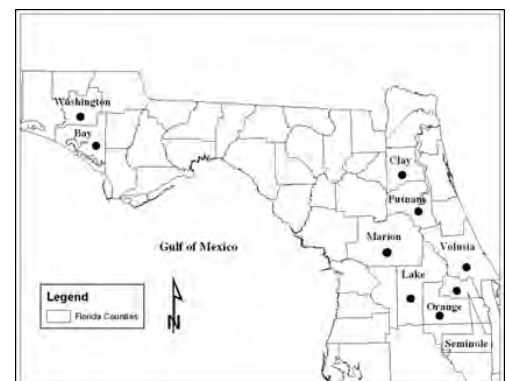 Washington
Bay
Clay
Putnam
Marion
Volusia
Gulf of Mexico
Lake
Orange
Seminole
Legend
Florida Counties
N